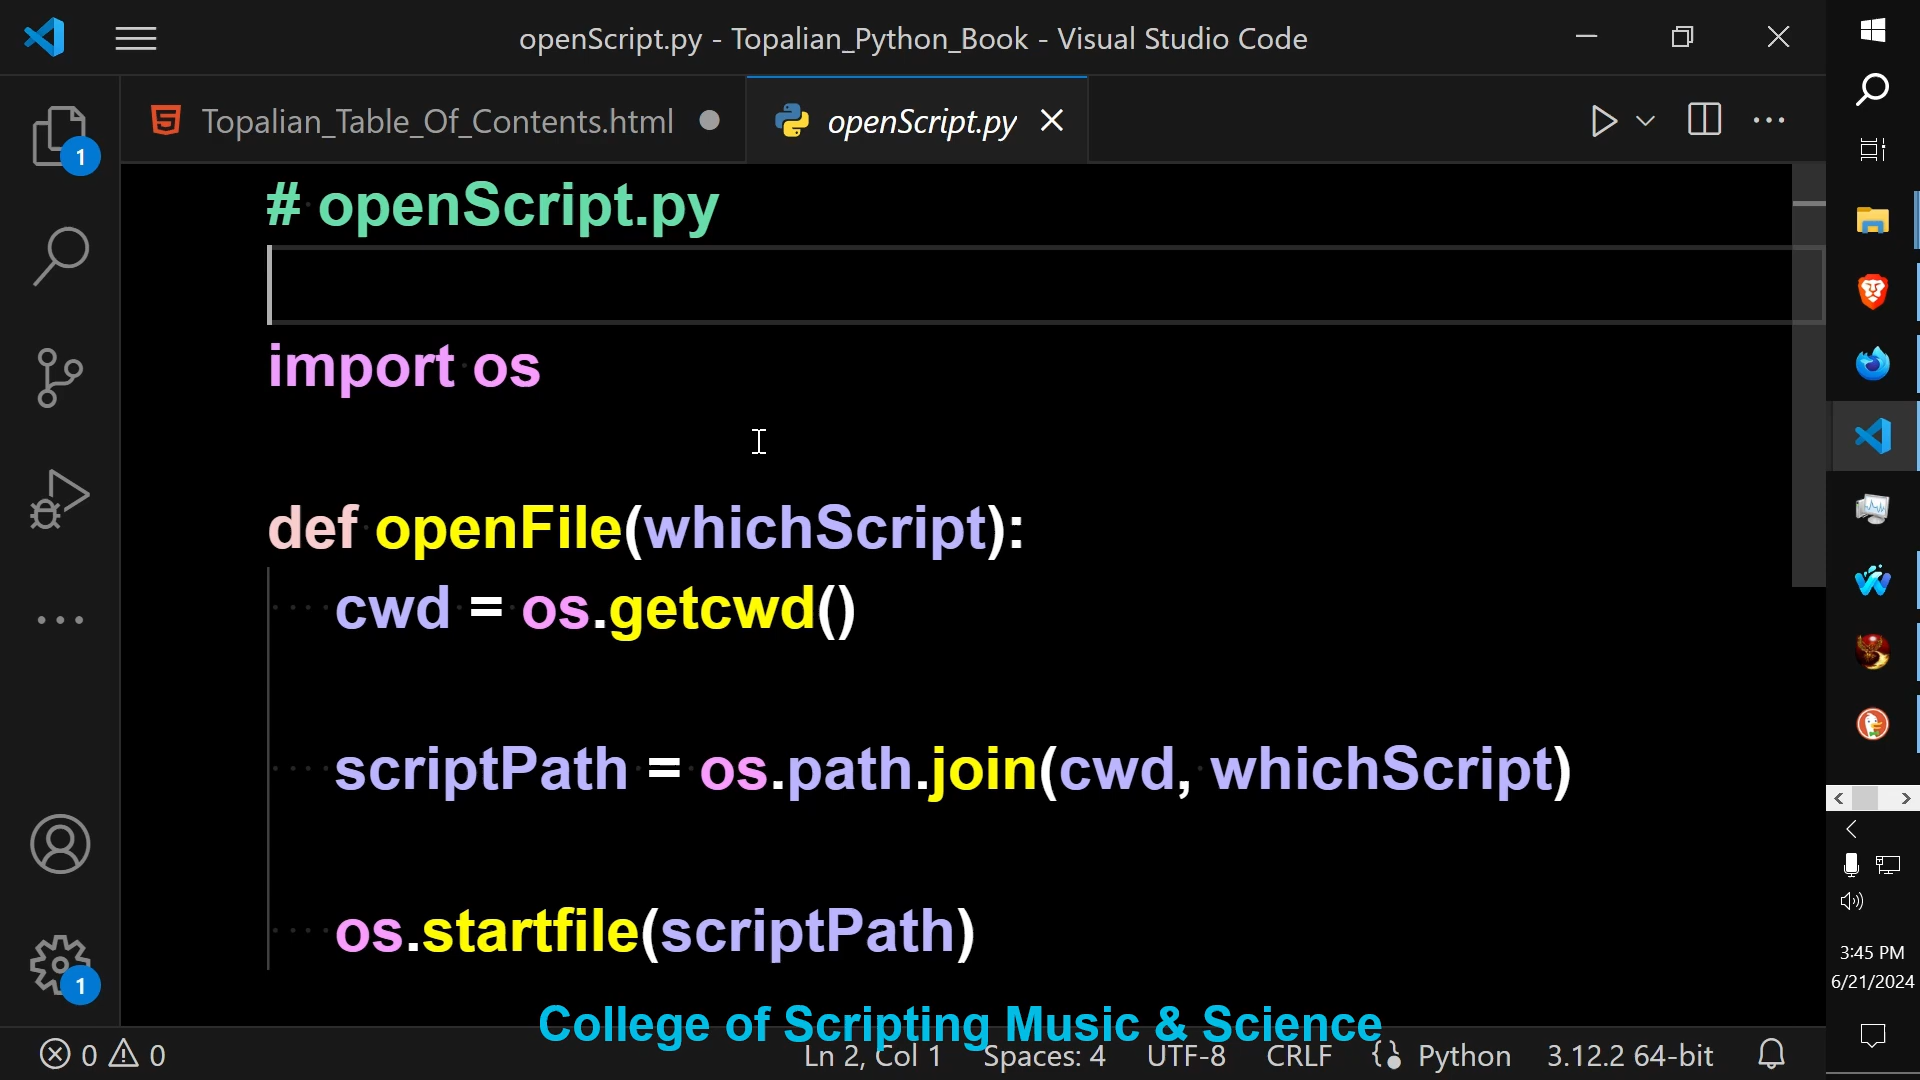 openScript.py - Topalian_Python_Book - Visual Studio Code
Topalian_Table_Of_Contents.html
openScript.py
1
# openScript.py
import os
def openFile(whichScript):
cwd = os.getcwd()
scriptPath = os.path.join(cwd, whichScript)
os.startfile(scriptPath)
1
College of Scripting Music & Science
0 0
Ln 2, Col 1 Spaces: 4 UTF-8 CRLF Python 3.12.2 64-bit
3:45 PM
6/21/2024